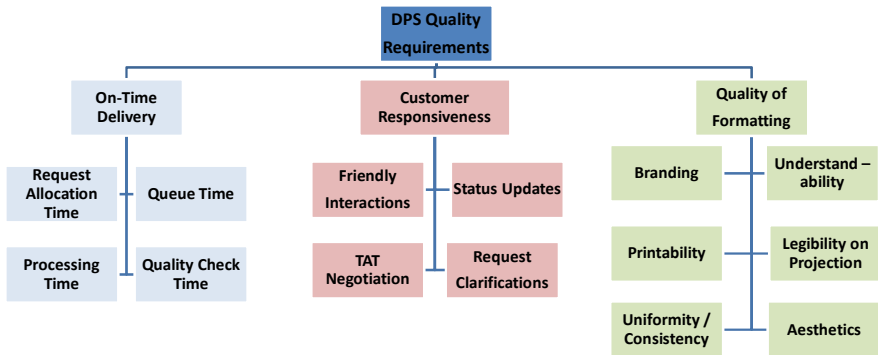 DPS Quality
Requirements
On-Time
Delivery
Customer
Responsiveness
Quality of
Formatting
Request
Allocation
Time
Queue Time
Processing
Time
Quality Check
Time
Friendly
Interactions
Status Updates
TAT
Negotiation
Request
Clarifications
Branding
Understand –
ability
Printability
Legibility on
Projection
Uniformity /
Consistency
Aesthetics